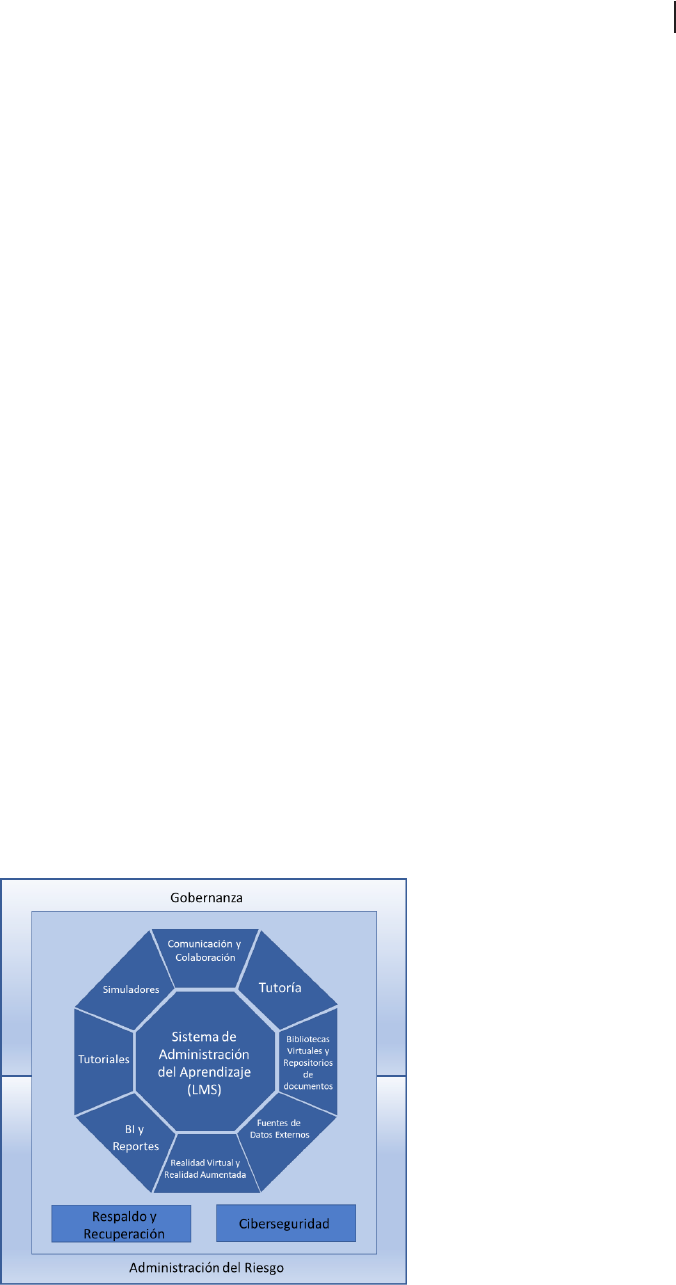 Gobernanza
Comunicación y
Colaboración
Simuladores
Tutoría
Sistema de
Administración
del Aprendizaje
(LMS)
Tutoriales
Bibliotecas
Virtuales y
Repositorios
de
documentos
BI y
Reportes
Fuentes de
Datos Externos
Realidad Virtual y
Realidad Aumentada
Respaldo y
Recuperación
Ciberseguridad
Administración del Riesgo